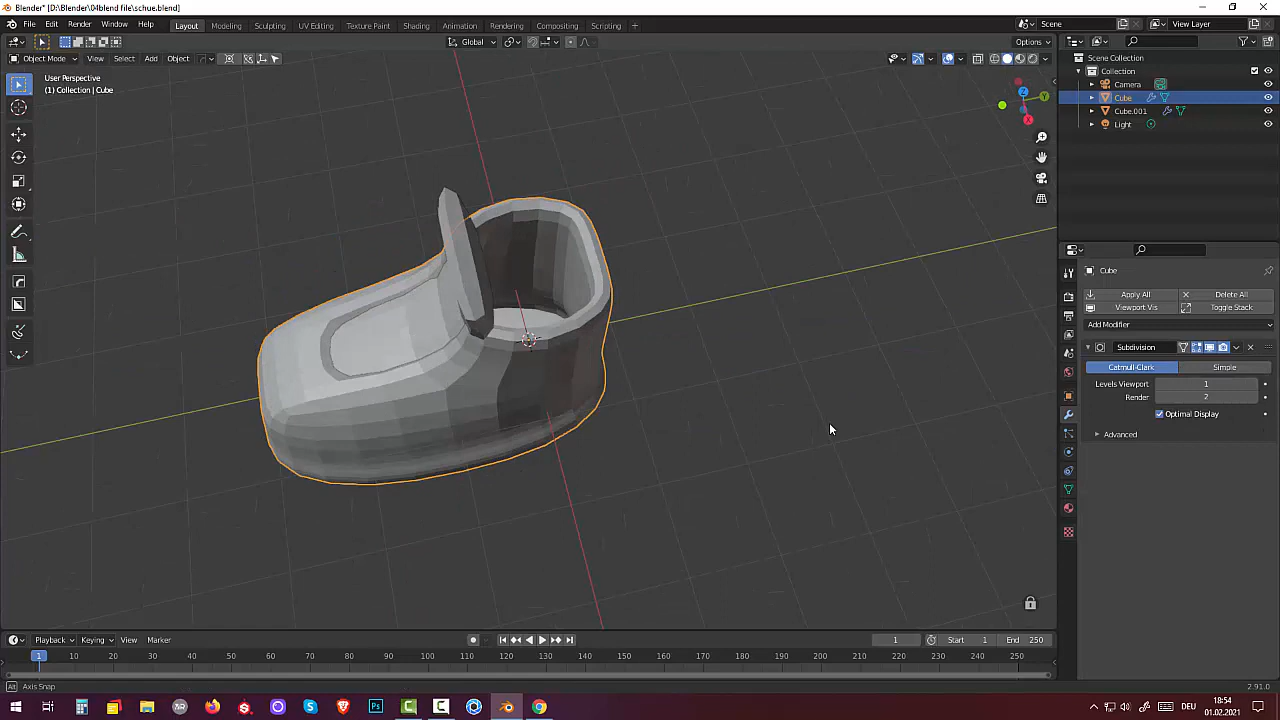 Blender* [D:\Blender\04blend file\schue.blend]
File Edit Render Window Help Layout Modeling Sculpting UV Editing Texture Paint Shading Animation Rendering Compositing Scripting + Scene View Layer
Global Options
Object Mode View Select Add Object
User Perspective
(1) Collection | Cube
Scene Collection
Collection
Camera
Cube
Cube.001
Light
Cube
Apply All Delete All
Viewport Vis Toggle Stack
Add Modifier
Subdivision
Catmull-Clark Simple
Levels Viewport 1
Render 2
Optimal Display
Advanced
Z
Y
X
Playback Keying View Marker 1 Start 1 End 250
1 10 20 30 40 50 60 70 80 90 100 110 120 130 140 150 160 170 180 190 200 210 220 230 240 250
Alt Axis Snap 2.91.0
Ps DEU 18:54
01.02.2021